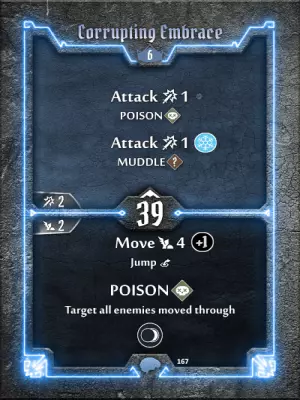 Corrupting Embrace
6
Attack 1
POISON
Attack 1
MUDDLE ?
2
39
2
Move 4 +1
Jump
POISON
Target all enemies moved through
167